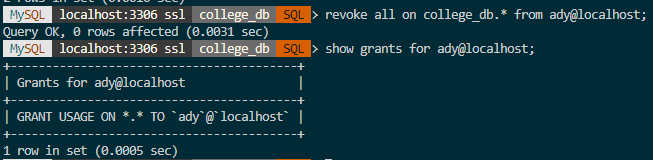 2 rows in set (0.0010 sec)
MySQL localhost:3306 ssl college_db SQL > revoke all on college_db.* from ady@localhost;
Query OK, 0 rows affected (0.0031 sec)
MySQL localhost:3306 ssl college_db SQL > show grants for ady@localhost;
+-----------------------------------------+
| Grants for ady@localhost                |
+-----------------------------------------+
| GRANT USAGE ON *.* TO `ady`@`localhost` |
+-----------------------------------------+
1 row in set (0.0005 sec)